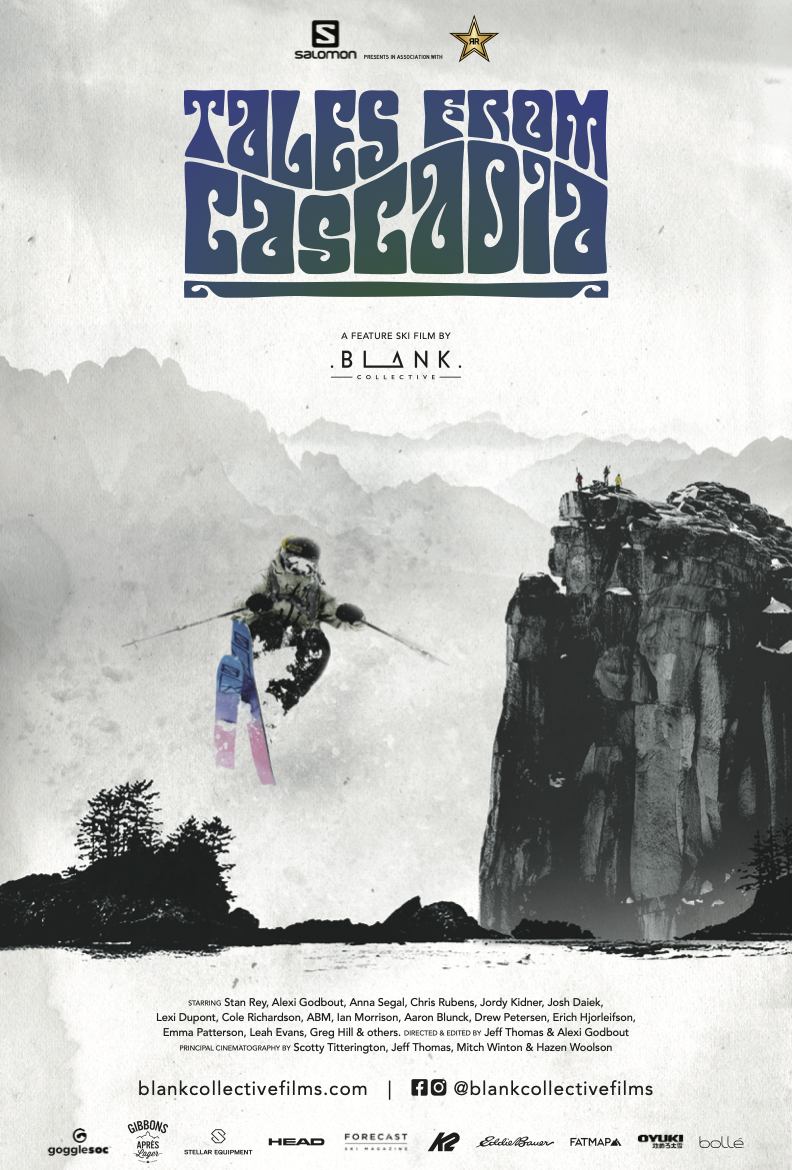 salomon PRESENTS IN ASSOCIATION WITH R
TALES FROM
CASCADIA
A FEATURE SKI FILM BY
.BLANK.
COLLECTIVE
STARRING Stan Rey, Alexi Godbout, Anna Segal, Chris Rubens, Jordy Kidner, Josh Daiek,
Lexi Dupont, Cole Richardson, ABM, Ian Morrison, Aaron Blunck, Drew Petersen, Erich Hjorleifson,
Emma Patterson, Leah Evans, Greg Hill & others. DIRECTED & EDITED BY Jeff Thomas & Alexi Godbout
PRINCIPAL CINEMATOGRAPHY BY Scotty Titterington, Jeff Thomas, Mitch Winton & Hazen Woolson
blankcollectivefilms.com | @blankcollectivefilms
gogglesoc GIBBONS APRÈS Lager STELLAR EQUIPMENT HEAD FORECAST SKI MAGAZINE K2 Eddie Bauer FATMAP OYUKI bollé